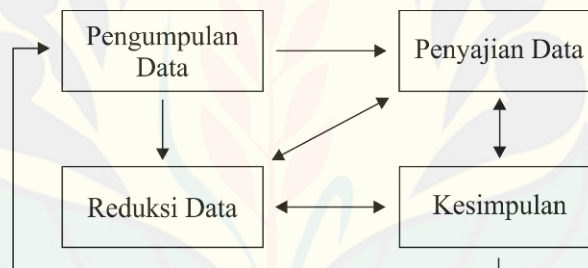 Pengumpulan
Data
Penyajian Data
Reduksi Data
Kesimpulan